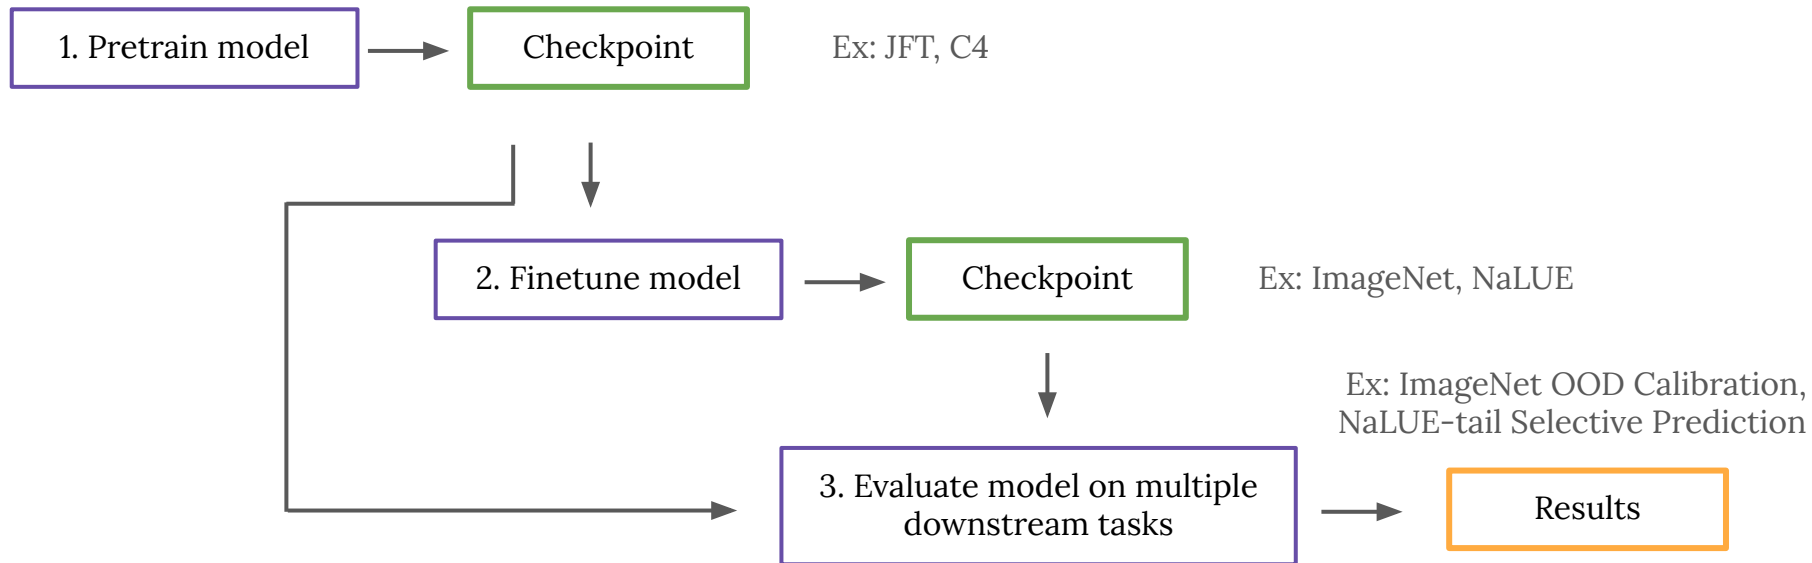 1. Pretrain model
Checkpoint
Ex: JFT, C4
2. Finetune model
Checkpoint
Ex: ImageNet, NaLUE
Ex: ImageNet OOD Calibration,
NaLUE-tail Selective Prediction
3. Evaluate model on multiple
downstream tasks
Results